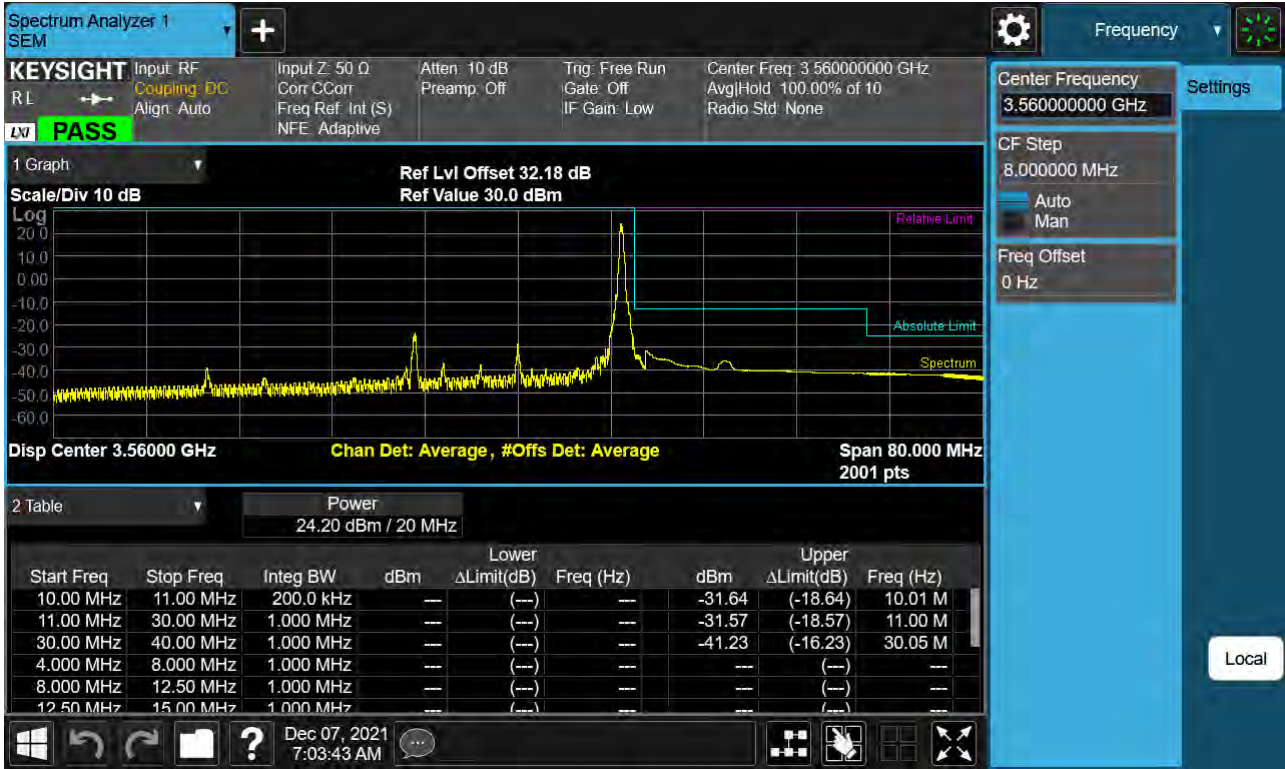 Spectrum Analyzer 1
SEM
Frequency
KEYSIGHT
R L
LXI
PASS
Input: RF
Coupling: DC
Align: Auto
Input Z: 50 Ω
Corr CCorr
Freq Ref: Int (S)
NFE: Adaptive
Atten: 10 dB
Preamp: Off
Trig: Free Run
Gate: Off
IF Gain: Low
Center Freq: 3.560000000 GHz
Avg|Hold: 100.00% of 10
Radio Std: None
Center Frequency
3.560000000 GHz
Settings
CF Step
8.000000 MHz
Auto
Man
Freq Offset
0 Hz
1 Graph
Scale/Div 10 dB
Ref Lvl Offset 32.18 dB
Ref Value 30.0 dBm
Log
20.0
10.0
0.00
-10.0
-20.0
-30.0
-40.0
-50.0
-60.0
Relative Limit
Absolute Limit
Spectrum
Disp Center 3.56000 GHz
Chan Det: Average , #Offs Det: Average
Span 80.000 MHz
2001 pts
2 Table
Power
24.20 dBm / 20 MHz
Lower Upper
Start Freq Stop Freq Integ BW dBm ΔLimit(dB) Freq (Hz) dBm ΔLimit(dB) Freq (Hz)
10.00 MHz 11.00 MHz 200.0 kHz --- (---) --- -31.64 (-18.64) 10.01 M
11.00 MHz 30.00 MHz 1.000 MHz --- (---) --- -31.57 (-18.57) 11.00 M
30.00 MHz 40.00 MHz 1.000 MHz --- (---) --- -41.23 (-16.23) 30.05 M
4.000 MHz 8.000 MHz 1.000 MHz --- (---) --- --- (---) ---
8.000 MHz 12.50 MHz 1.000 MHz --- (---) --- --- (---) ---
12.50 MHz 15.00 MHz 1.000 MHz --- (---) --- --- (---) ---
Local
?
Dec 07, 2021
7:03:43 AM